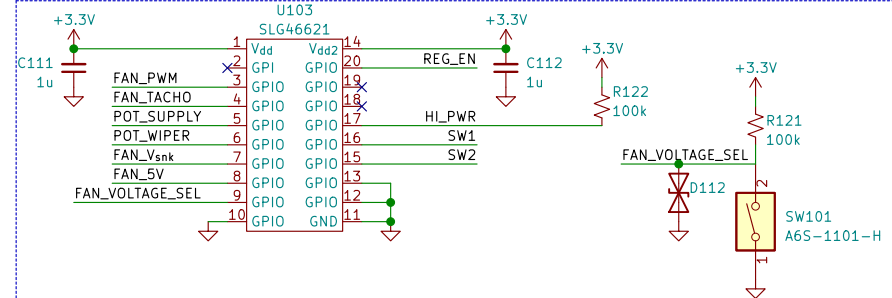 U103
SLG46621
+3.3V
+3.3V
C111
1u
1 Vdd
2 GPI
FAN_PWM 3 GPIO
FAN_TACHO 4 GPIO
POT_SUPPLY 5 GPIO
POT_WIPER 6 GPIO
FAN_Vsnk 7 GPIO
FAN_5V 8 GPIO
FAN_VOLTAGE_SEL 9 GPIO
10 GPIO
Vdd2 14
GPIO 20 REG_EN
GPIO 19
GPIO 18
GPIO 17 HI_PWR
GPIO 16 SW1
GPIO 15 SW2
GPIO 13
GPIO 12
GND 11
C112
1u
+3.3V
R122
100k
+3.3V
R121
100k
FAN_VOLTAGE_SEL
D112
2
SW101
A6S-1101-H
1